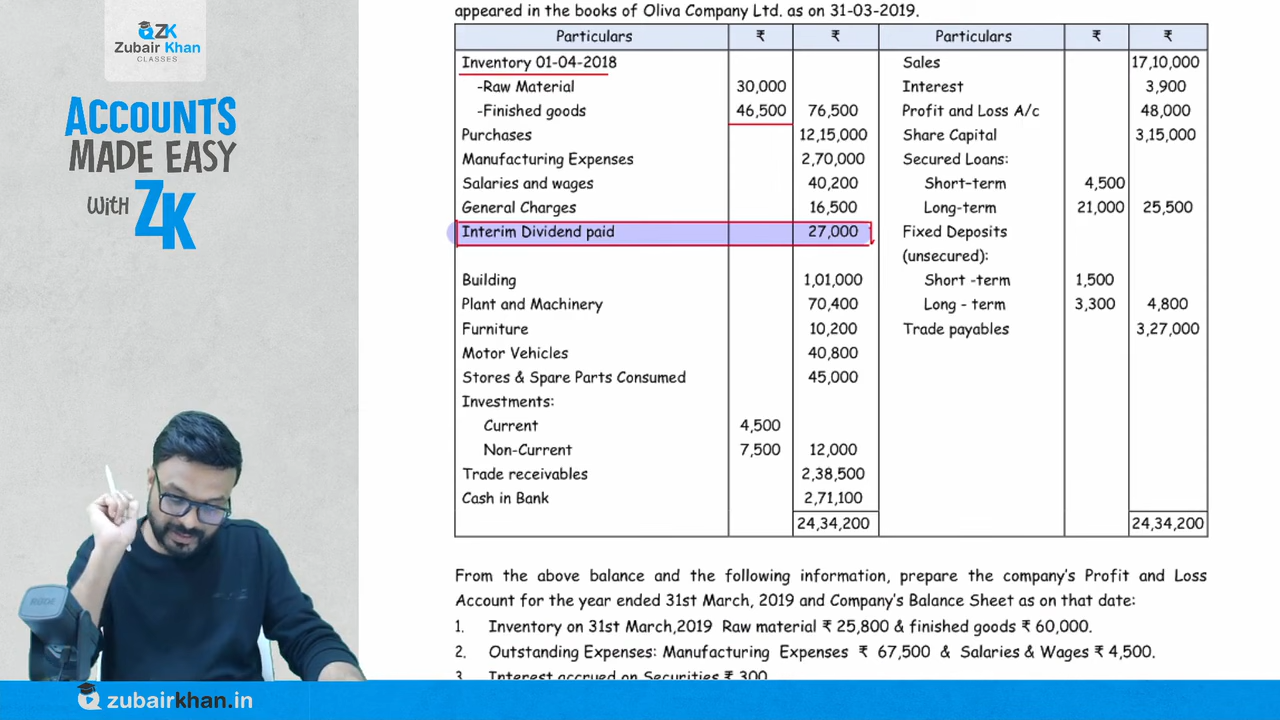 ZK
Zubair Khan
CLASSES
ACCOUNTS
MADE EASY
WITH ZK
appeared in the books of Oliva Company Ltd. as on 31-03-2019.
Particulars ₹ ₹ Particulars ₹ ₹
Inventory 01-04-2018 Sales 17,10,000
-Raw Material 30,000 Interest 3,900
-Finished goods 46,500 76,500 Profit and Loss A/c 48,000
Purchases 12,15,000 Share Capital 3,15,000
Manufacturing Expenses 2,70,000 Secured Loans:
Salaries and wages 40,200 Short-term 4,500
General Charges 16,500 Long-term 21,000 25,500
Interim Dividend paid 27,000 Fixed Deposits
(unsecured):
Building 1,01,000 Short -term 1,500
Plant and Machinery 70,400 Long - term 3,300 4,800
Furniture 10,200 Trade payables 3,27,000
Motor Vehicles 40,800
Stores & Spare Parts Consumed 45,000
Investments:
Current 4,500
Non-Current 7,500 12,000
Trade receivables 2,38,500
Cash in Bank 2,71,100
24,34,200 24,34,200
From the above balance and the following information, prepare the company's Profit and Loss
Account for the year ended 31st March, 2019 and Company's Balance Sheet as on that date:
1. Inventory on 31st March,2019 Raw material ₹ 25,800 & finished goods ₹ 60,000.
2. Outstanding Expenses: Manufacturing Expenses ₹ 67,500 & Salaries & Wages ₹ 4,500.
3. Interest accrued on Securities ₹ 300
RØDE
zubairkhan.in